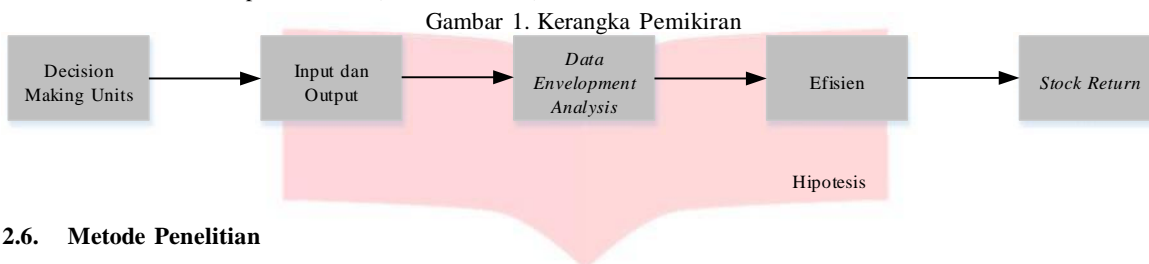 Gambar 1. Kerangka Pemikiran
Decision
Making Units
Input dan
Output
Data
Envelopment
Analysis
Efisien
Stock Return
Hipotesis
2.6. Metode Penelitian